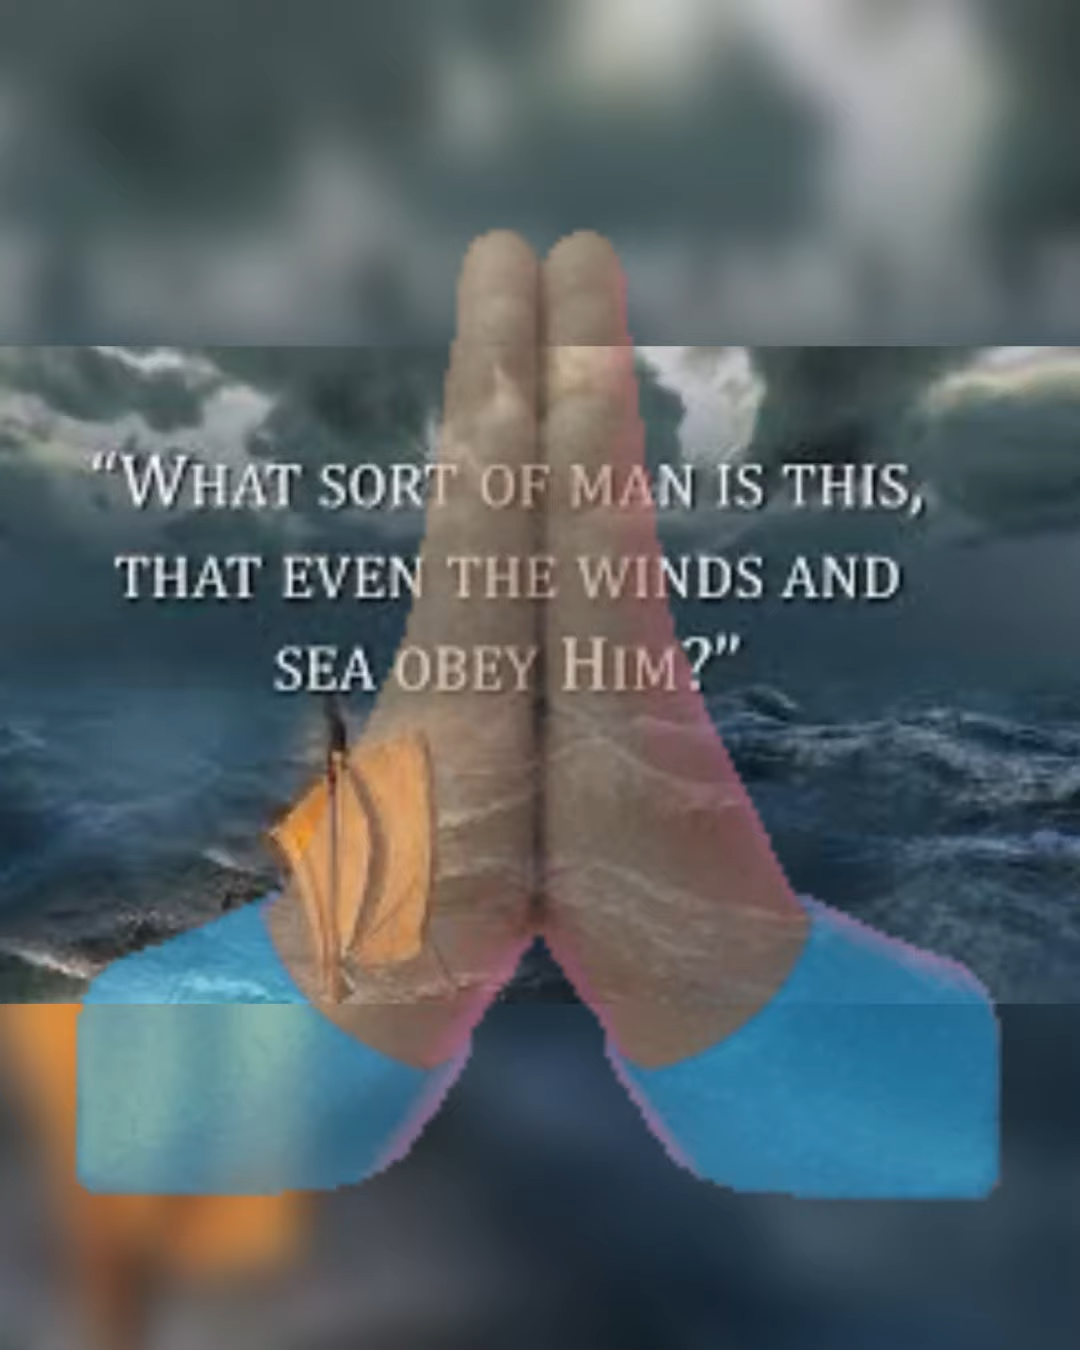 “What sort of man is this,
that even the winds and
sea obey Him?”